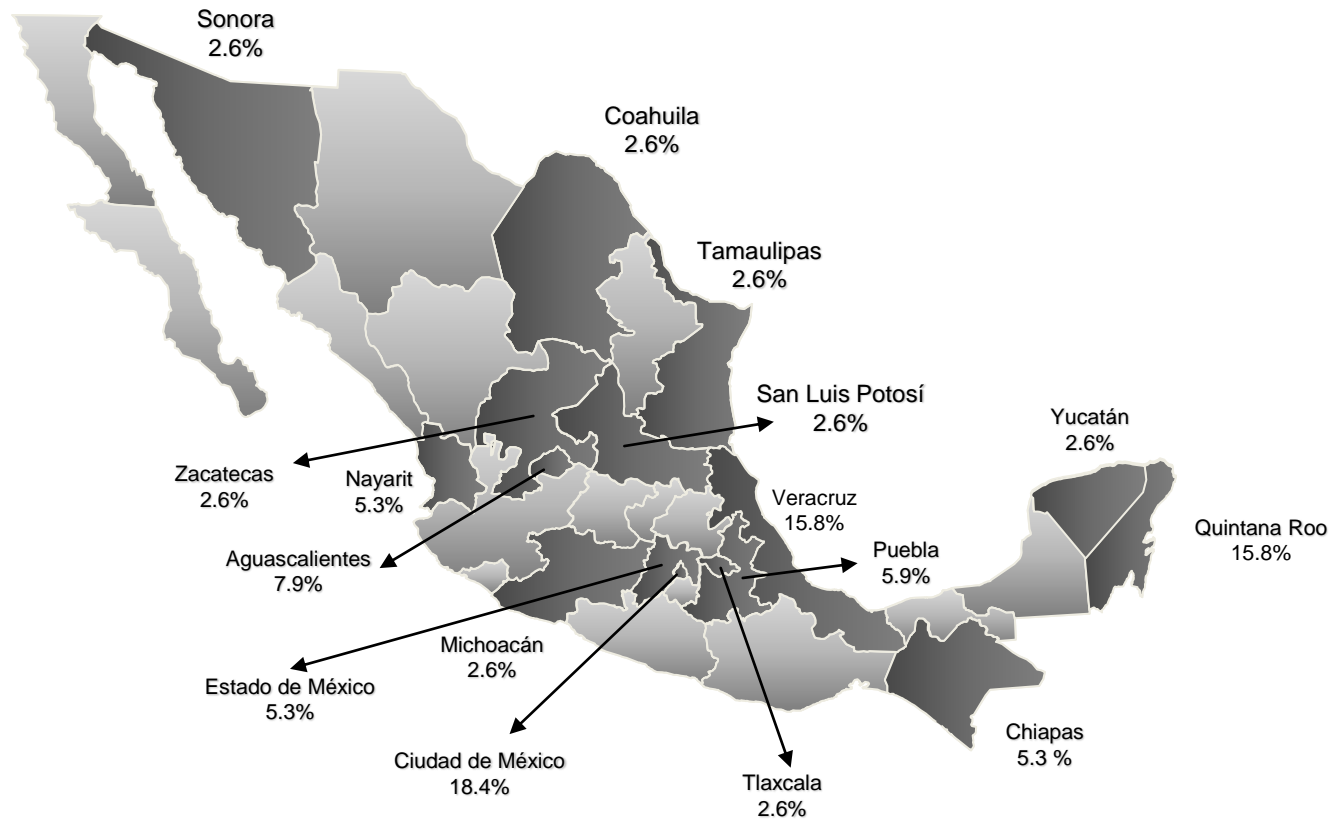 Sonora
2.6%
Coahuila
2.6%
Tamaulipas
2.6%
San Luis Potosí
2.6%
Yucatán
2.6%
Zacatecas
2.6%
Nayarit
5.3%
Veracruz
15.8%
Quintana Roo
15.8%
Aguascalientes
7.9%
Puebla
5.9%
Michoacán
2.6%
Estado de México
5.3%
Chiapas
5.3 %
Ciudad de México
18.4%
Tlaxcala
2.6%